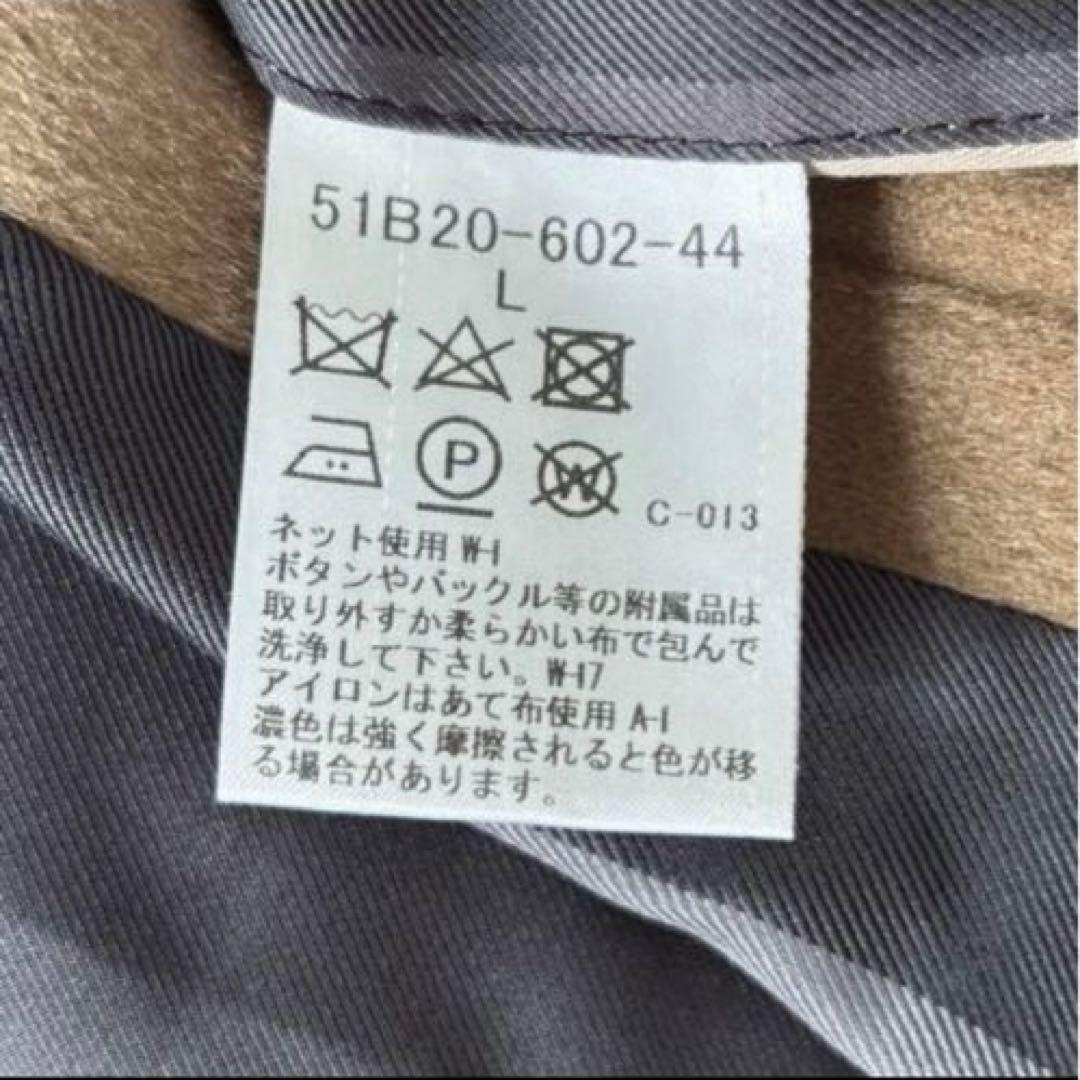 51B20-602-44
L
P
W
C-013
ネット使用 W-1
ボタンやバックル等の附属品は
取り外すか柔らかい布で包んで
洗浄して下さい。W-17
アイロンはあて布使用 A-1
濃色は強く摩擦されると色が移
る場合があります。